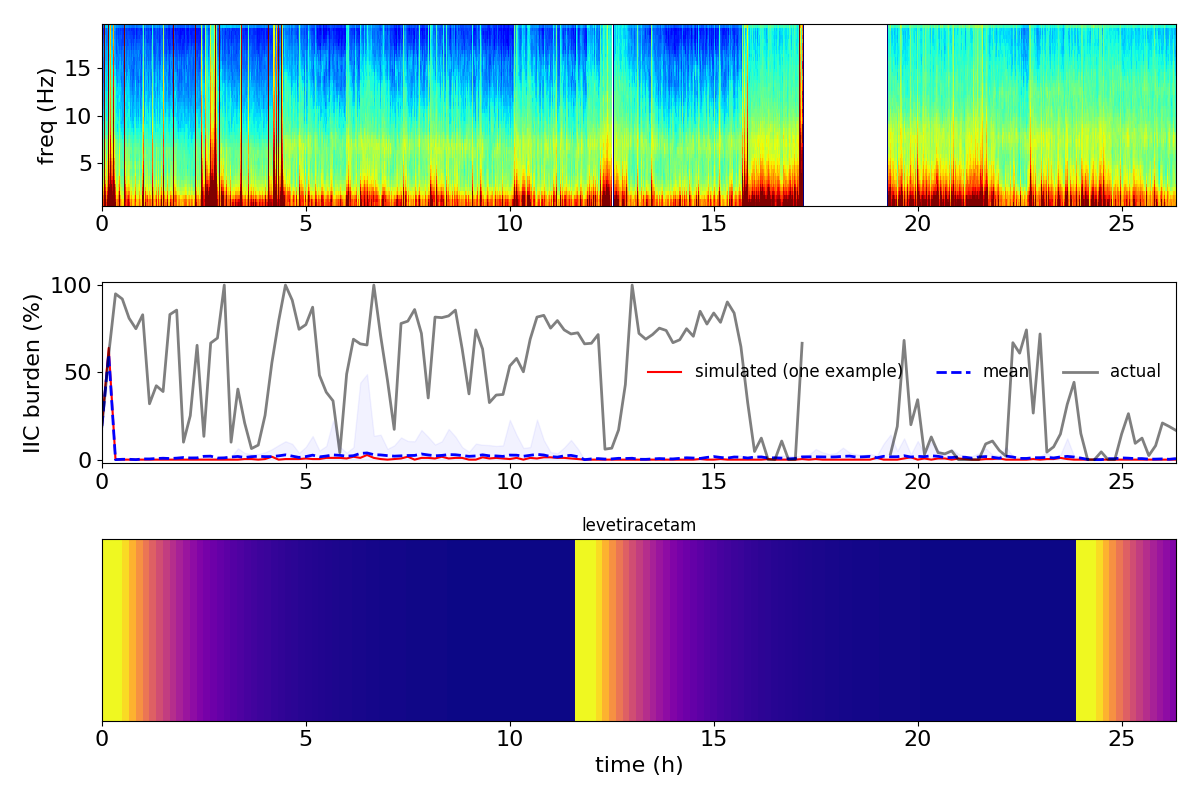 freq (Hz)
15
10
5
0 5 10 15 20 25
IIC burden (%)
100
50
0
simulated (one example) mean actual
0 5 10 15 20 25
levetiracetam
0 5 10 15 20 25
time (h)